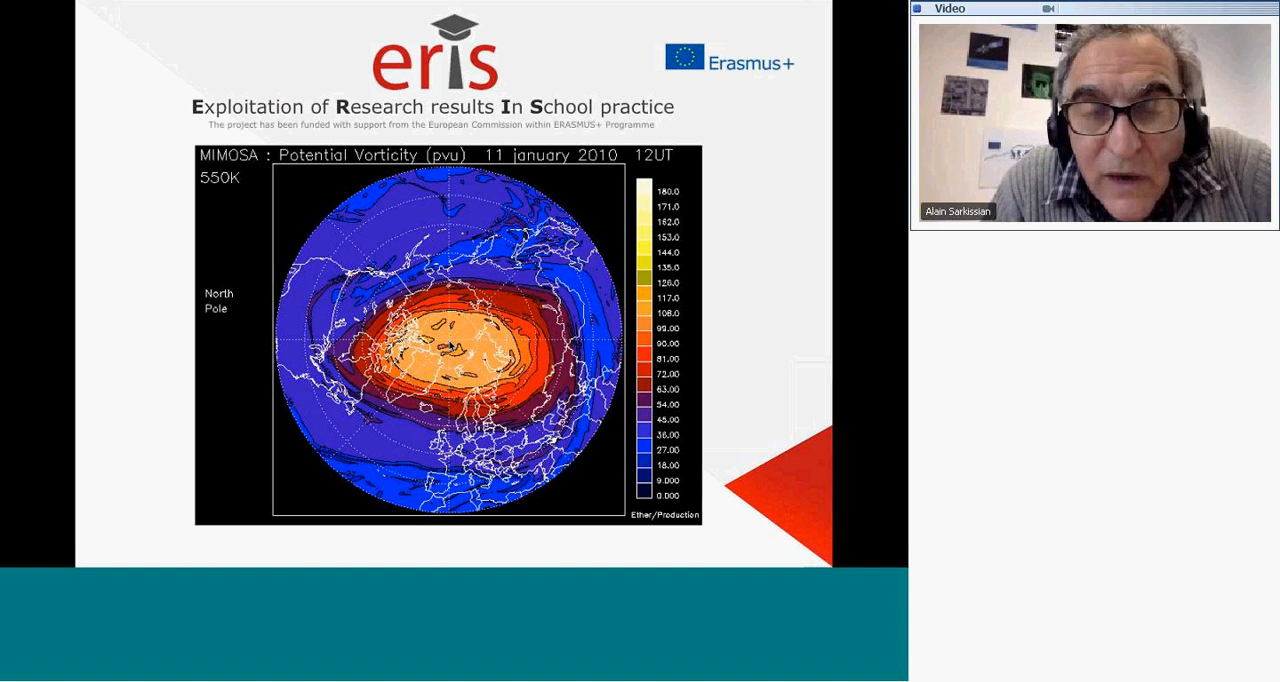 eris
Erasmus+
Exploitation of Research results In School practice
The project has been funded with support from the European Commission within ERASMUS+ Programme
MIMOSA : Potential Vorticity (pvu) 11 january 2010 12UT
550K
North
Pole
180.0
171.0
162.0
153.0
144.0
135.0
126.0
117.0
108.0
99.00
90.00
81.00
72.00
63.00
54.00
45.00
36.00
27.00
18.00
9.000
0.000
Ether/Production
Video
Alain Sarkissian